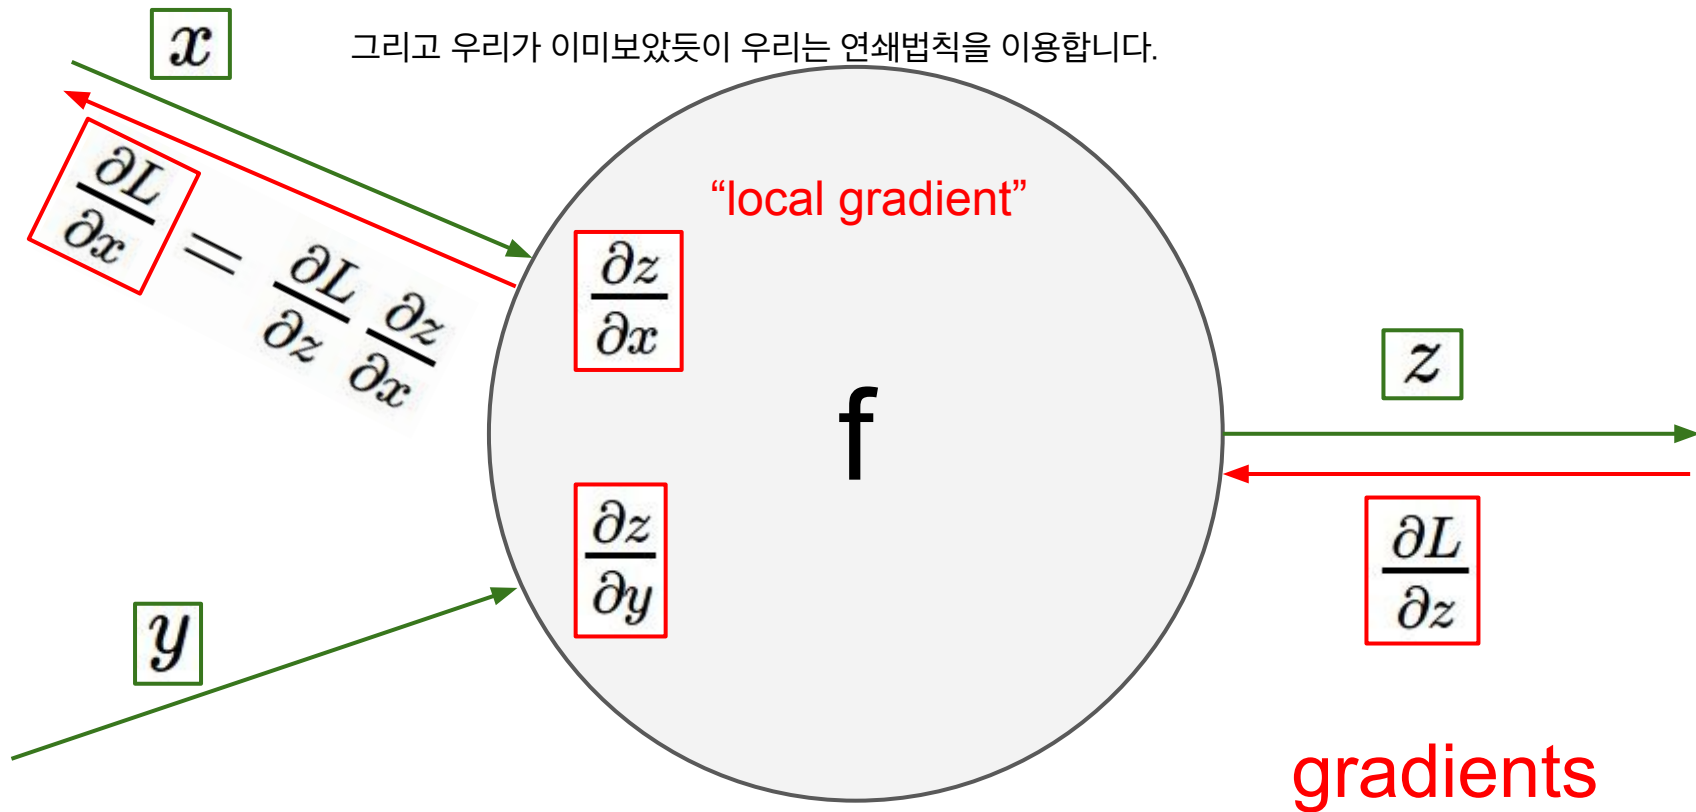 x
그리고 우리가 이미보았듯이 우리는 연쇄법칙을 이용합니다.
∂L/∂x = ∂L/∂z ∂z/∂x
“local gradient”
∂z/∂x
f
z
∂z/∂y
∂L/∂z
y
gradients